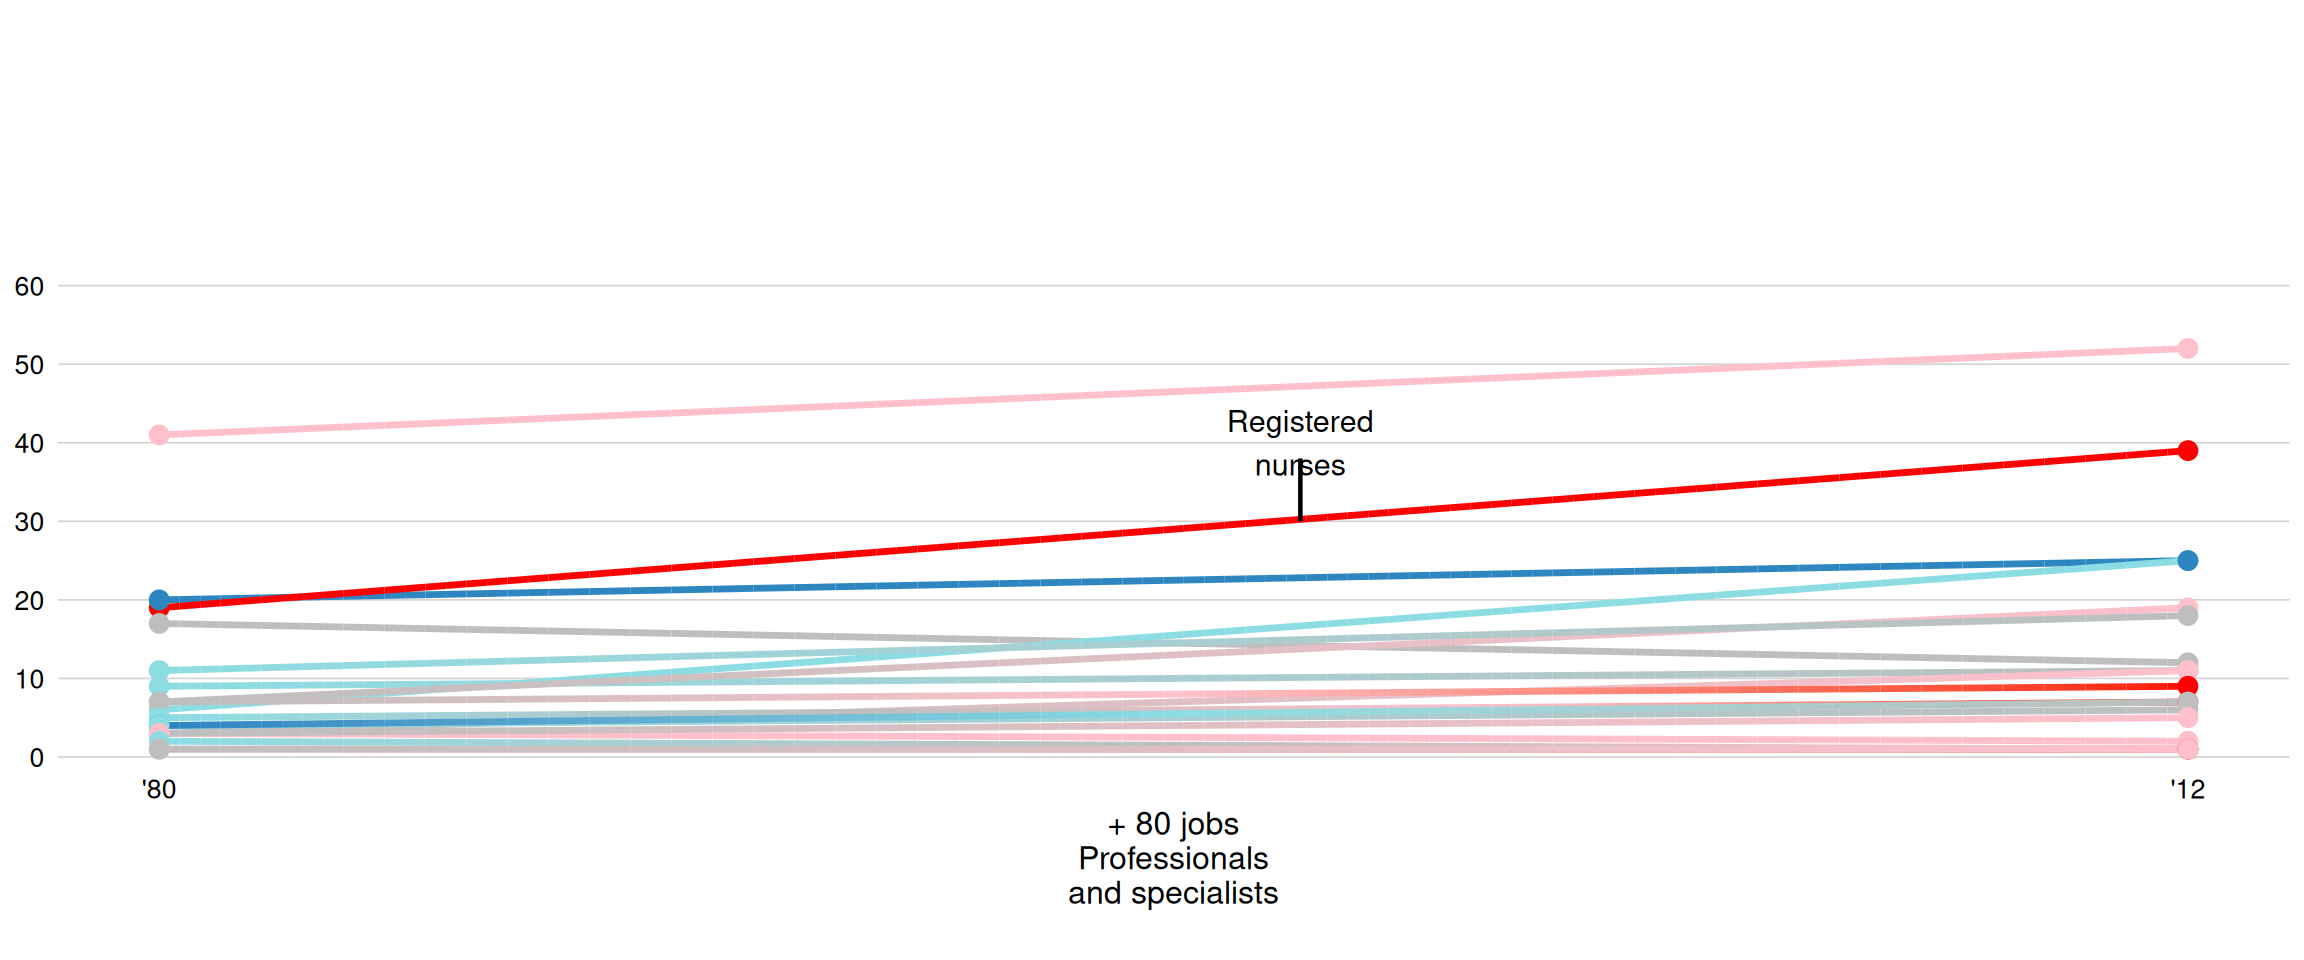 60
50
40
30
20
10
0
Registered
nurses
'80
'12
+ 80 jobs
Professionals
and specialists